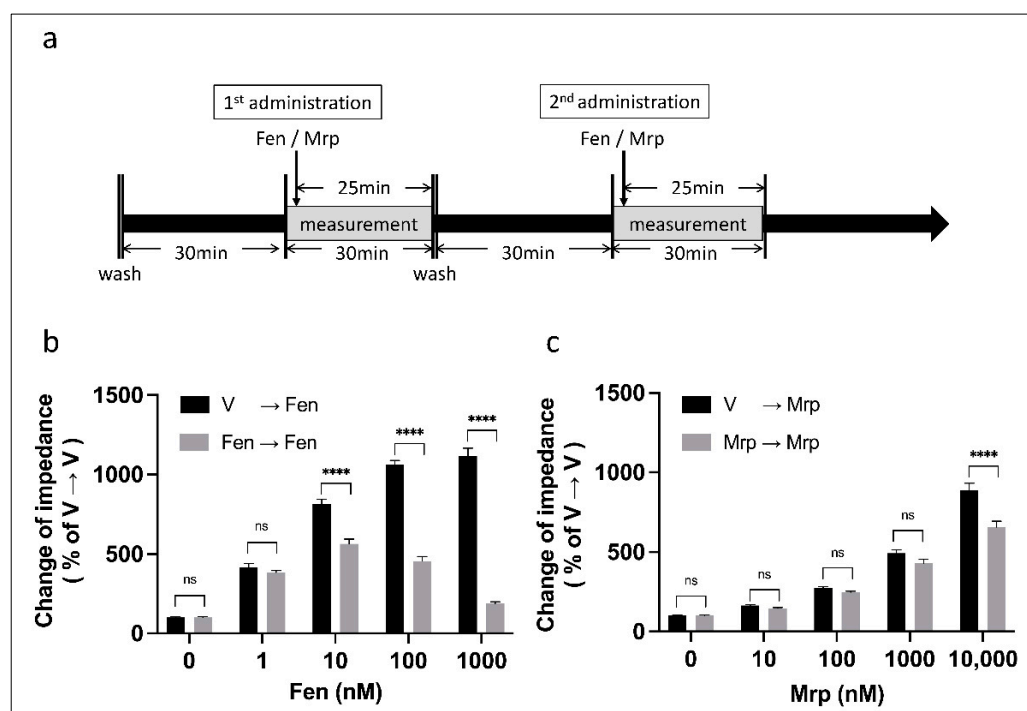 a
1st administration
2nd administration
Fen / Mrp
Fen / Mrp
25min
25min
measurement
measurement
30min
30min
30min
30min
wash
wash
b
Change of impedance
( % of V → V )
1500
1000
500
0
V → Fen
Fen → Fen
ns
ns
****
****
****
0 1 10 100 1000
Fen (nM)
c
Change of impedance
( % of V → V )
1500
1000
500
0
V → Mrp
Mrp → Mrp
ns
ns
ns
ns
****
0 10 100 1000 10,000
Mrp (nM)